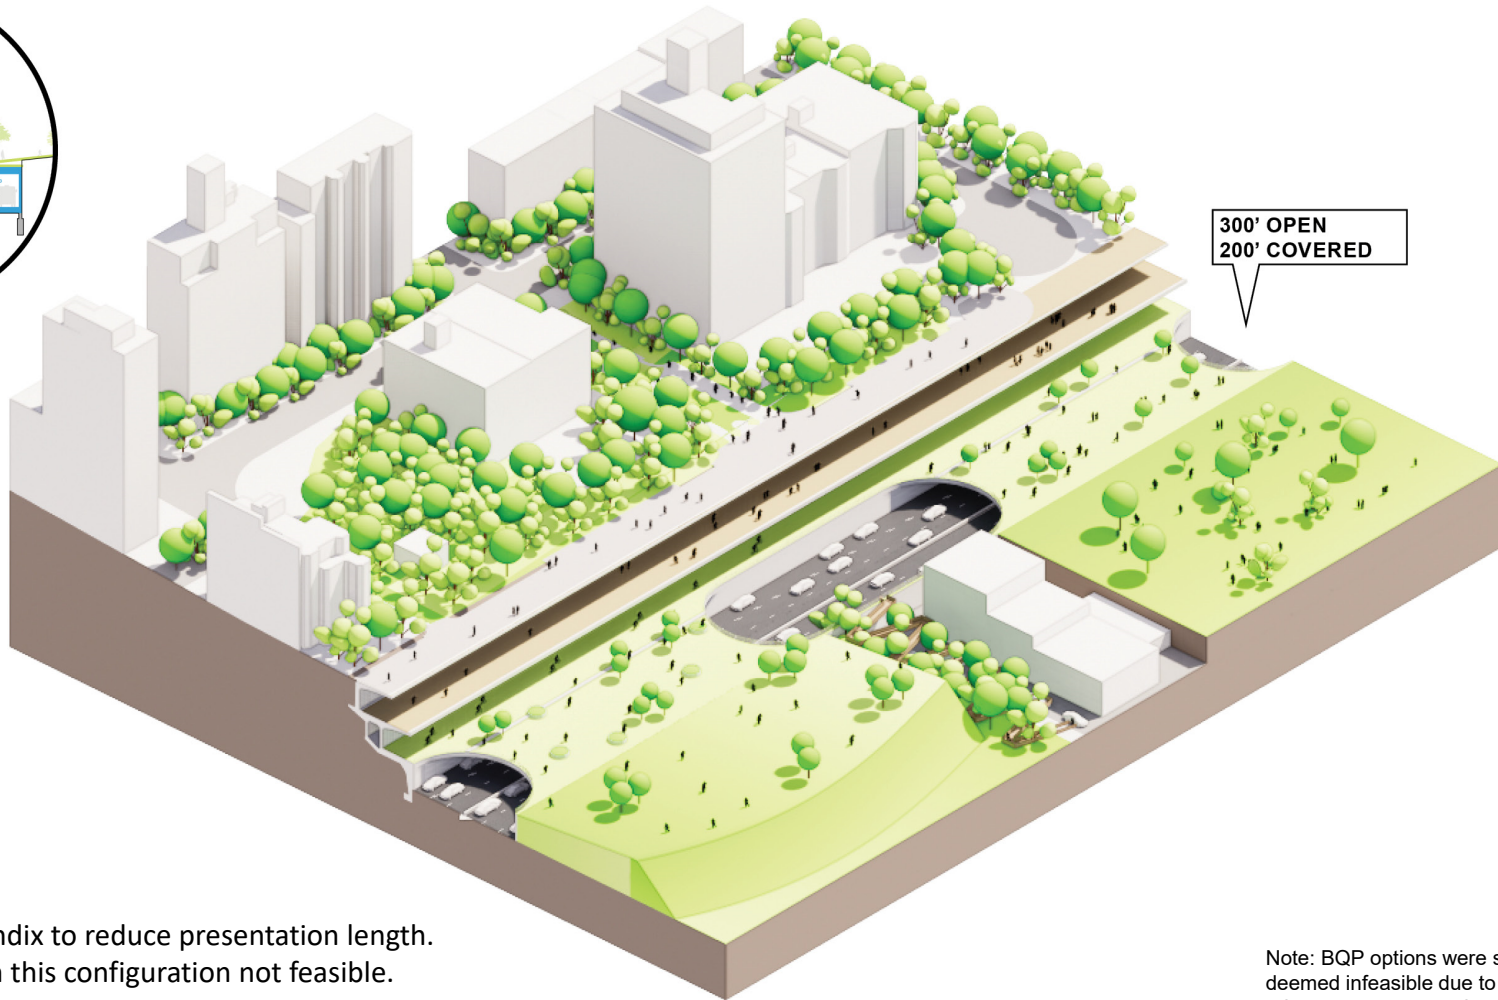 300' OPEN
200' COVERED
ndix to reduce presentation length.
this configuration not feasible.
Note: BQP options were
deemed infeasible due to